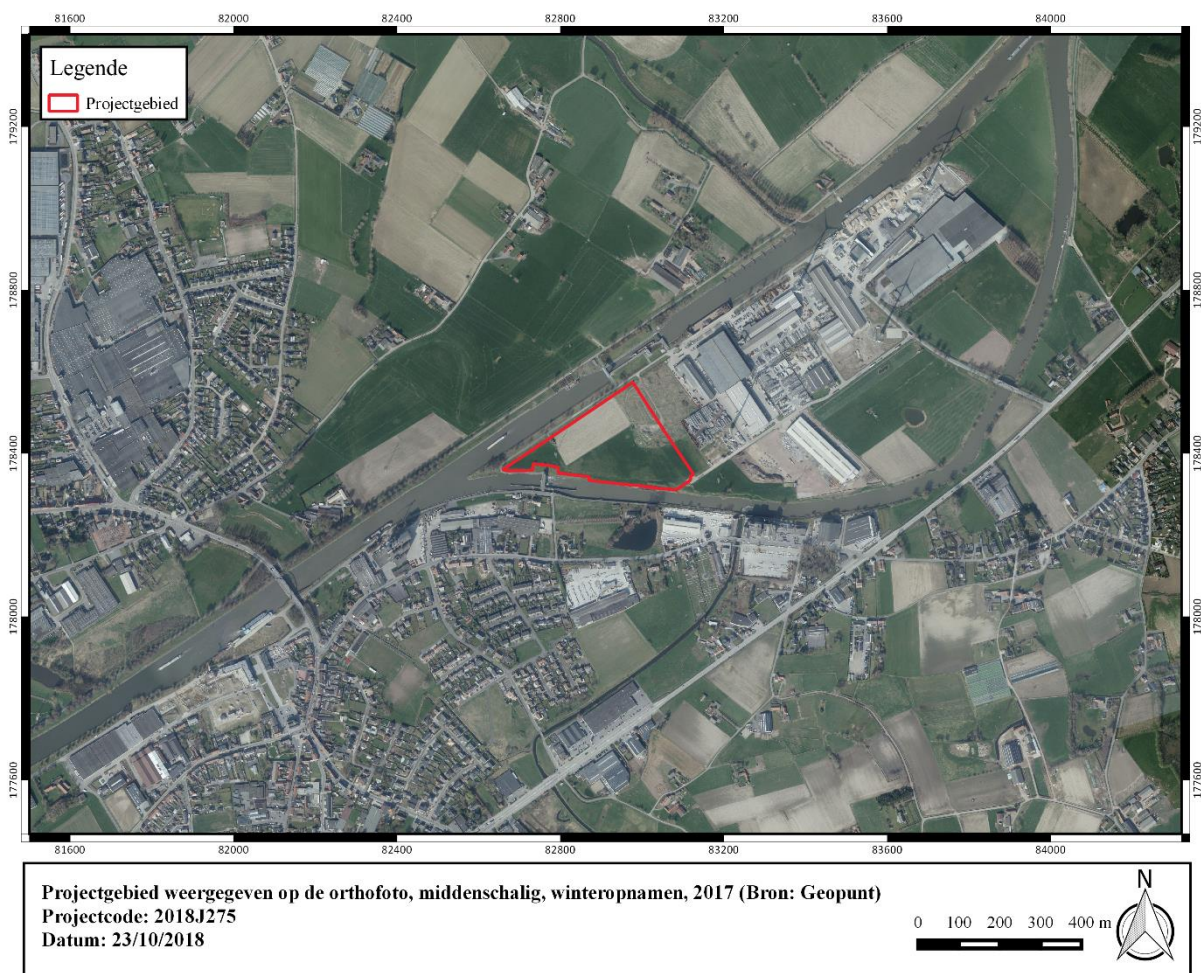 81600 82000 82400 82800 83200 83600 84000
Legende
Projectgebied
179200 179200
178800 178800
178400 178400
178000 178000
177600 177600
81600 82000 82400 82800 83200 83600 84000
Projectgebied weergegeven op de orthofoto, middenschalig, winteropnamen, 2017 (Bron: Geopunt)
Projectcode: 2018J275
Datum: 23/10/2018
0 100 200 300 400 m
N